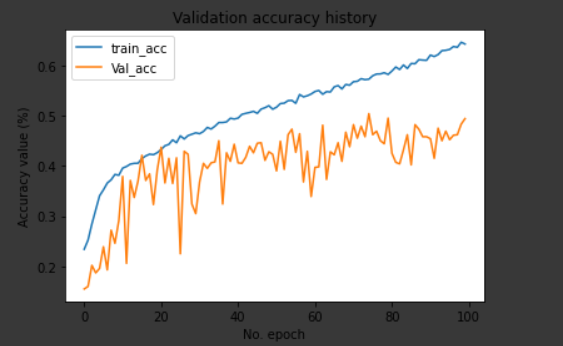 Validation accuracy history
train_acc
Val_acc
Accuracy value (%)
0.6
0.5
0.4
0.3
0.2
0 20 40 60 80 100
No. epoch